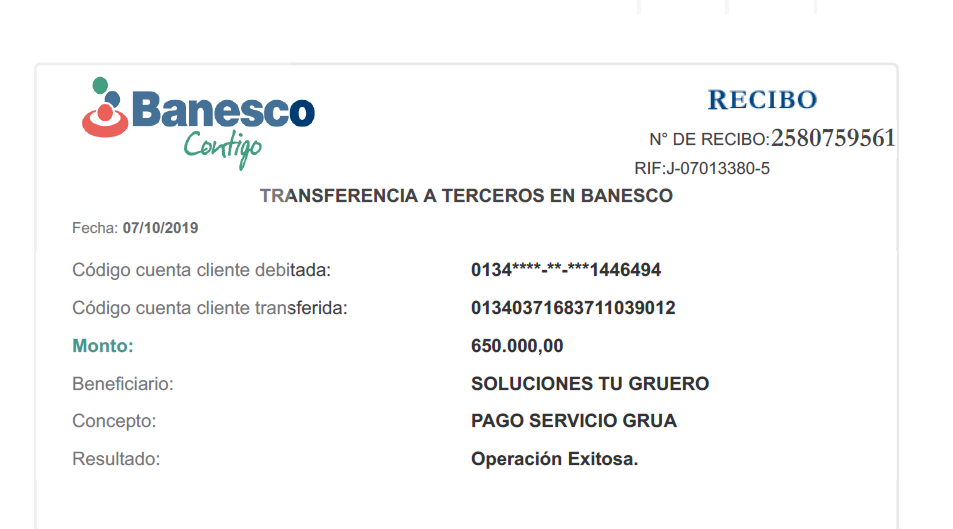 Banesco
Contigo
RECIBO
N° DE RECIBO:2580759561
RIF:J-07013380-5
TRANSFERENCIA A TERCEROS EN BANESCO
Fecha: 07/10/2019
Código cuenta cliente debitada: 0134****-**-***1446494
Código cuenta cliente transferida: 01340371683711039012
Monto: 650.000,00
Beneficiario: SOLUCIONES TU GRUERO
Concepto: PAGO SERVICIO GRUA
Resultado: Operación Exitosa.